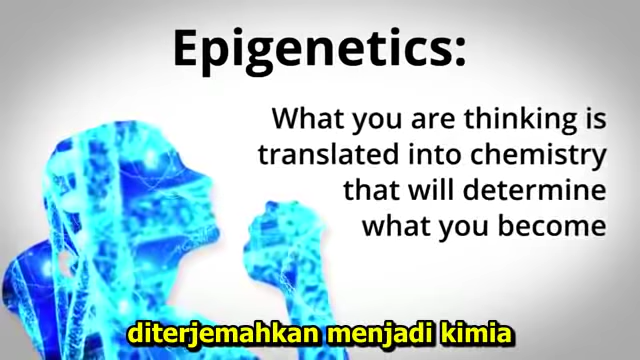 Epigenetics:
What you are thinking is
translated into chemistry
that will determine
what you become
diterjemahkan menjadi kimia